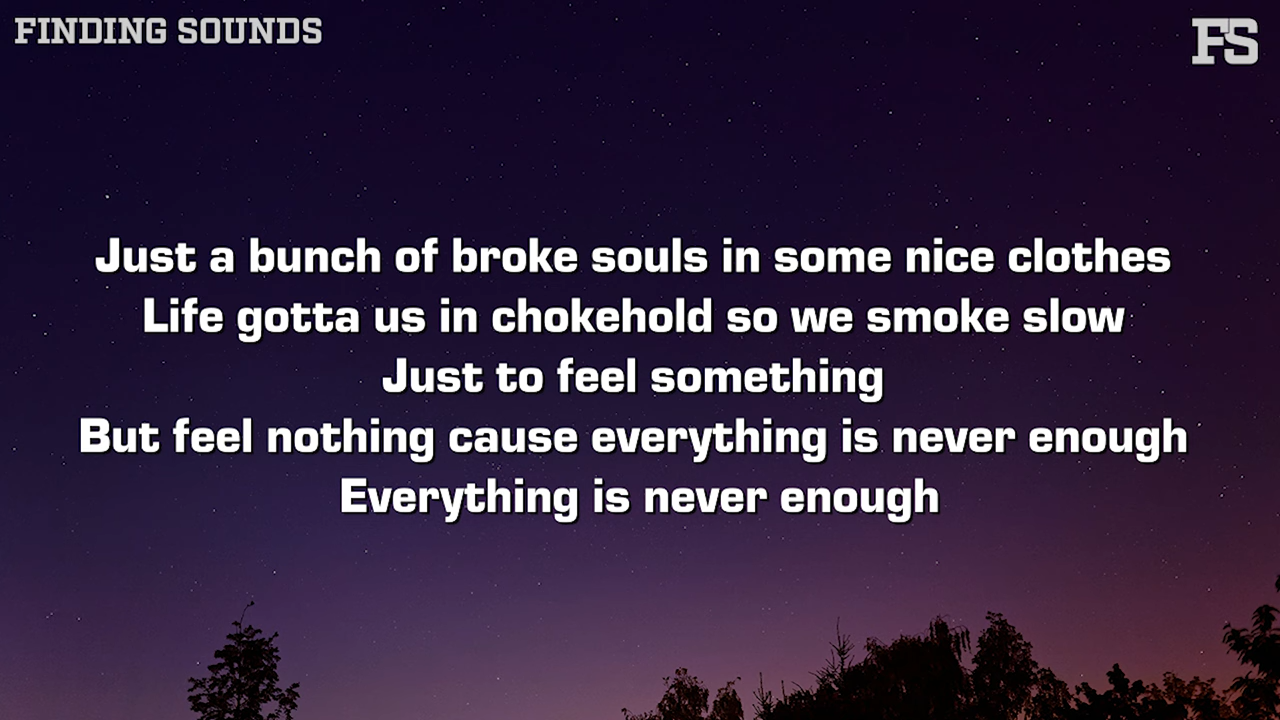 FINDING SOUNDS
FS
Just a bunch of broke souls in some nice clothes
Life gotta us in chokehold so we smoke slow
Just to feel something
But feel nothing cause everything is never enough
Everything is never enough